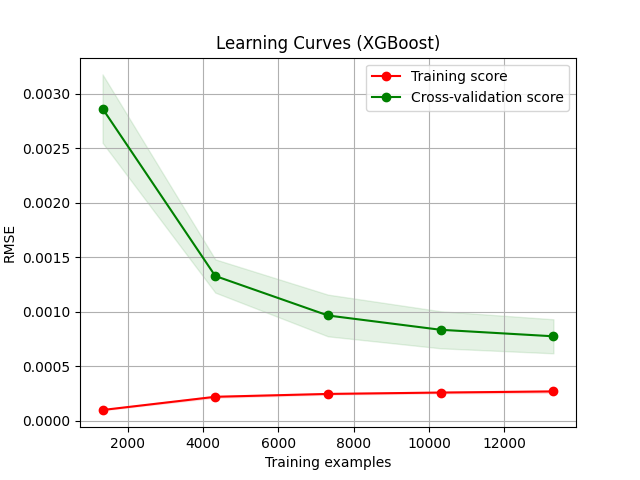 Learning Curves (XGBoost)
Training score
Cross-validation score
0.0030
0.0025
0.0020
0.0015
0.0010
0.0005
0.0000
RMSE
2000 4000 6000 8000 10000 12000
Training examples